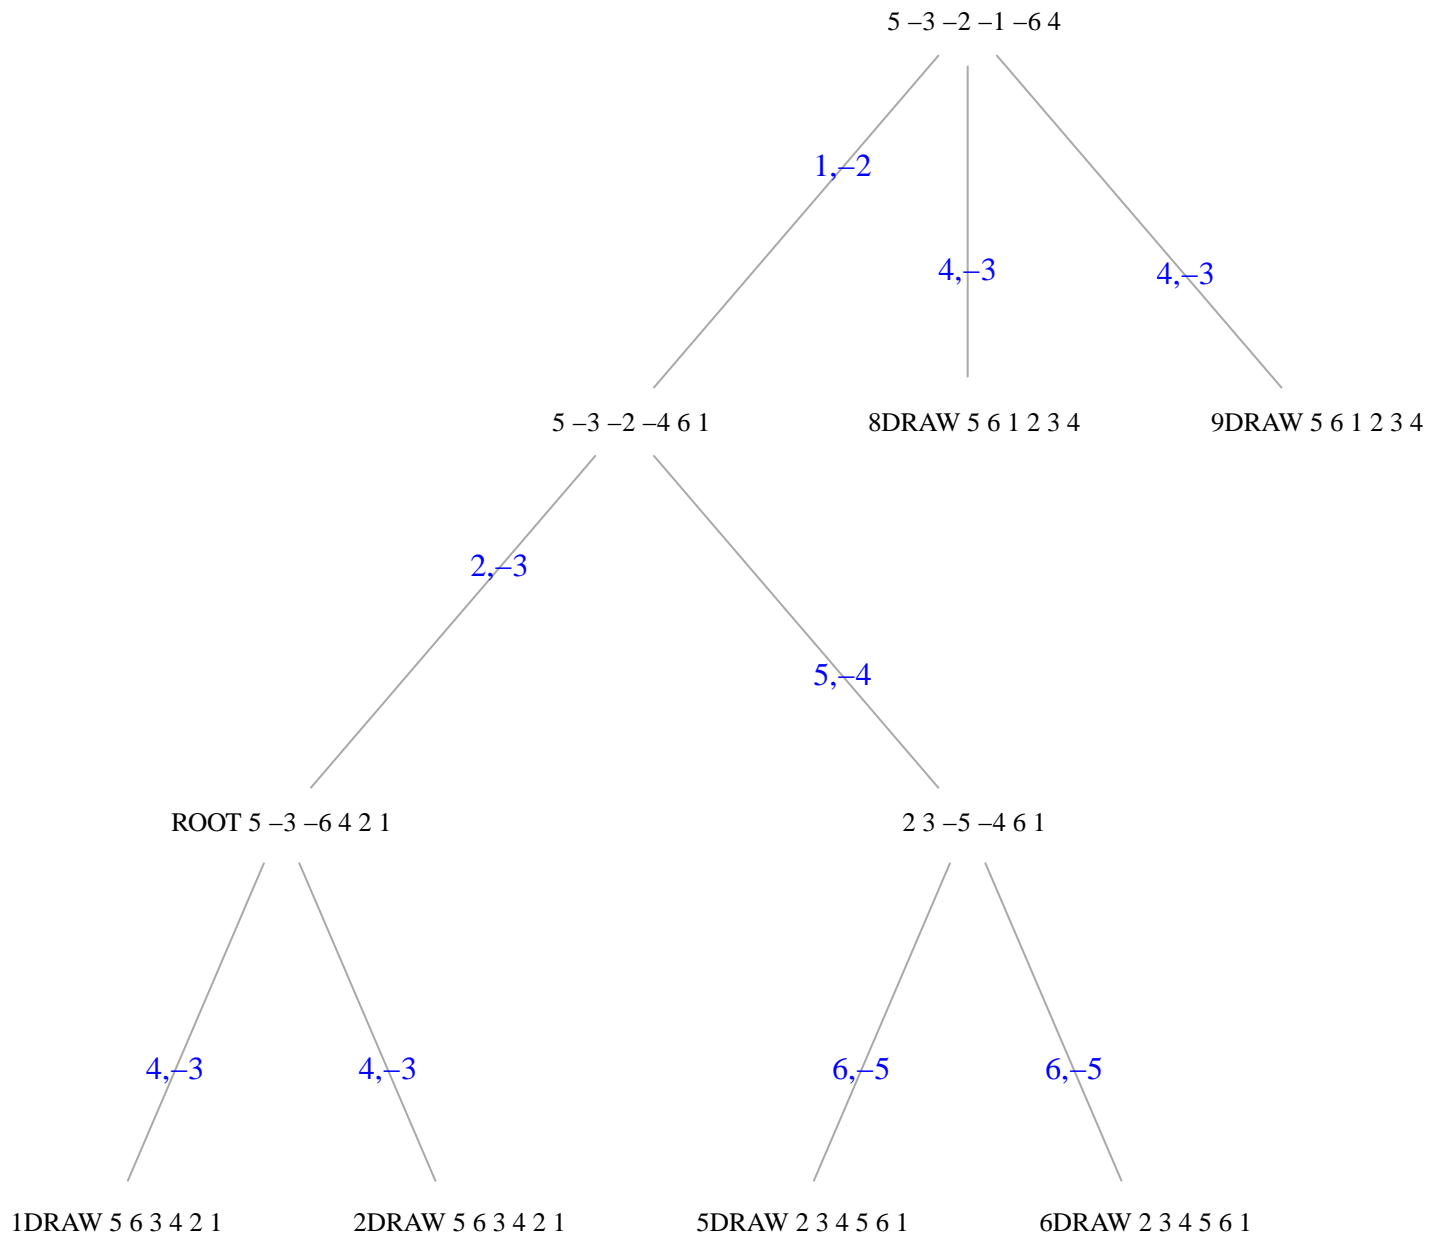 5 –3 –2 –1 –6 4
1,–2
4,–3
4,–3
5 –3 –2 –4 6 1
8DRAW 5 6 1 2 3 4
9DRAW 5 6 1 2 3 4
2,–3
5,–4
ROOT 5 –3 –6 4 2 1
2 3 –5 –4 6 1
4,–3
4,–3
6,–5
6,–5
1DRAW 5 6 3 4 2 1
2DRAW 5 6 3 4 2 1
5DRAW 2 3 4 5 6 1
6DRAW 2 3 4 5 6 1